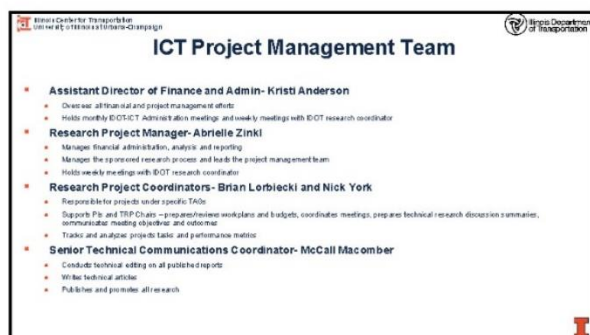 Illinois Center for Transportation
University of Illinois at Urbana-Champaign
Illinois Department
of Transportation
ICT Project Management Team
Assistant Director of Finance and Admin- Kristi Anderson
Oversees all financial and project management efforts
Holds monthly IDOT-ICT Administration meetings and weekly meetings with IDOT research coordinator
Research Project Manager- Abrielle Zinkl
Manages financial administration, analysis and reporting
Manages the sponsored research process and leads the project management team
Holds weekly meetings with IDOT research coordinator
Research Project Coordinators- Brian Lorbiecki and Nick York
Responsible for projects under specific TAGs
Supports PIs and TRP Chairs – prepares/reviews workplans and budgets, coordinates meetings, prepares technical research discussion summaries,
communicates meeting objectives and outcomes
Tracks and analyzes projects tasks and performance metrics
Senior Technical Communications Coordinator- McCall Macomber
Conducts technical editing on all published reports
Writes technical articles
Publishes and promotes all research